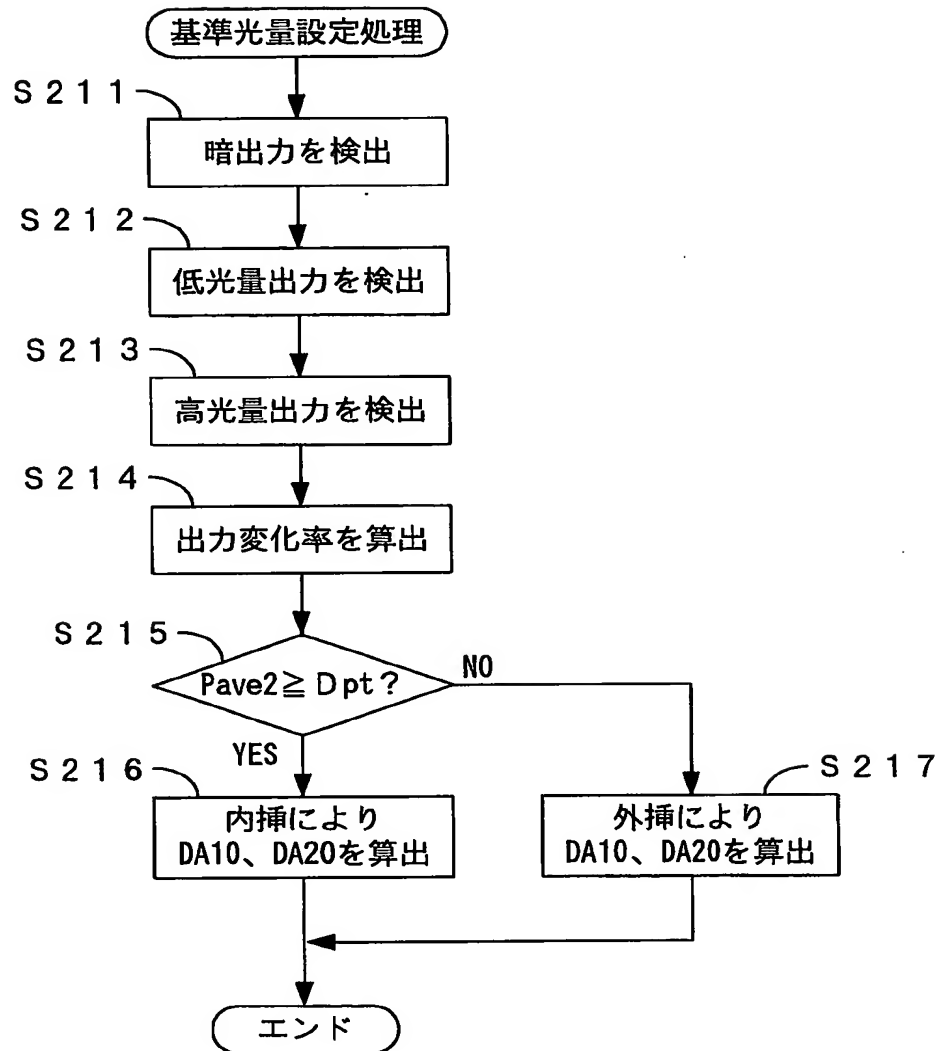 基準光量設定処理
S211
暗出力を検出
S212
低光量出力を検出
S213
高光量出力を検出
S214
出力変化率を算出
S215
Pave2≧Dpt?
NO
YES
S216
内挿により
DA10、DA20を算出
S217
外挿により
DA10、DA20を算出
エンド